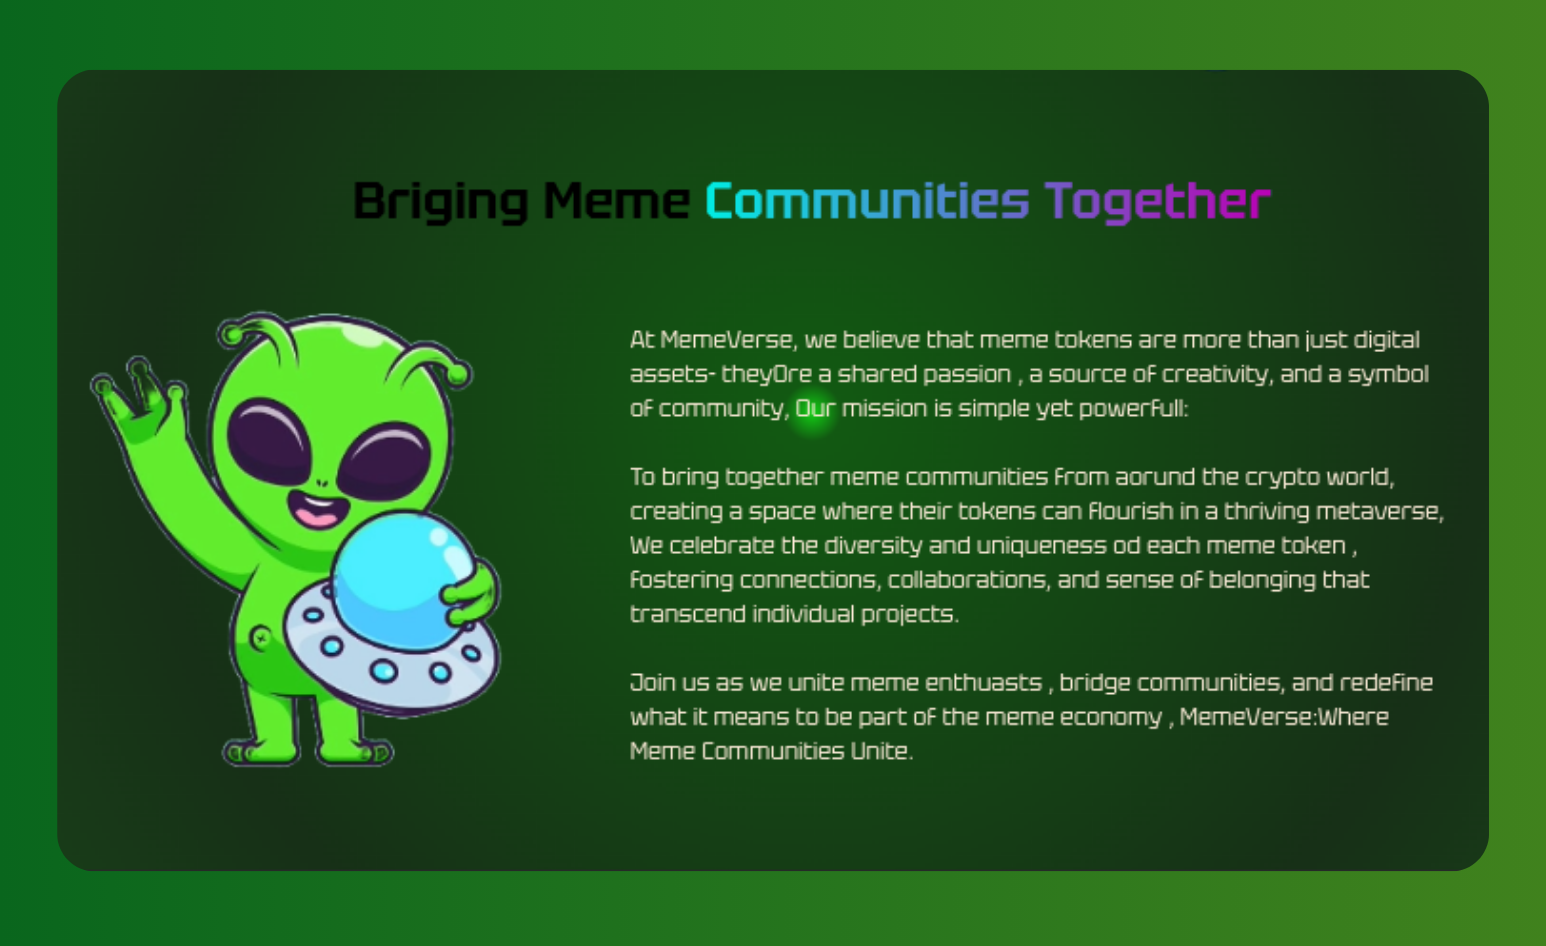 Briging Meme Communities Together
At MemeVerse, we believe that meme tokens are more than just digital
assets- they0re a shared passion , a source of creativity, and a symbol
of community, Our mission is simple yet powerfull:
To bring together meme communities from aorund the crypto world,
creating a space where their tokens can flourish in a thriving metaverse,
We celebrate the diversity and uniqueness od each meme token ,
fostering connections, collaborations, and sense of belonging that
transcend individual projects.
Join us as we unite meme enthuasts , bridge communities, and redefine
what it means to be part of the meme economy , MemeVerse:Where
Meme Communities Unite.